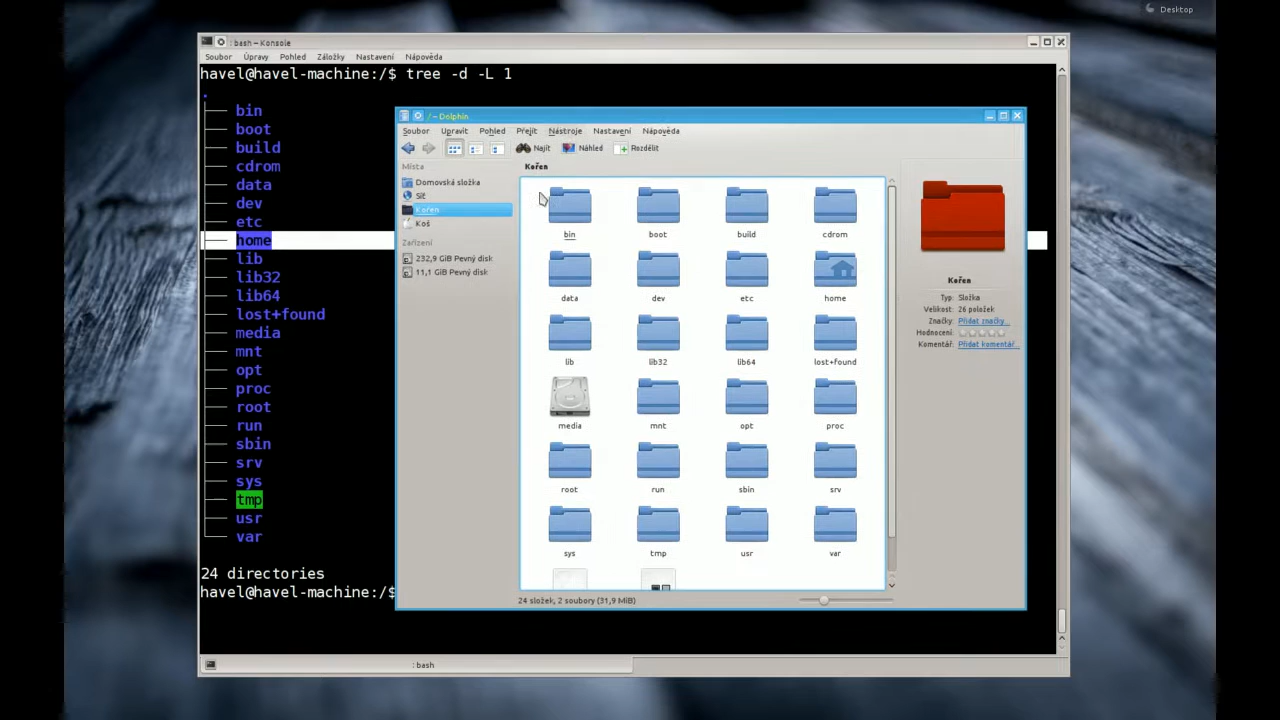 Desktop
: bash – Konsole
Soubor Úpravy Pohled Záložky Nastavení Nápověda
havel@havel-machine:/$ tree -d -L 1
.
├── bin
├── boot
├── build
├── cdrom
├── data
├── dev
├── etc
├── home
├── lib
├── lib32
├── lib64
├── lost+found
├── media
├── mnt
├── opt
├── proc
├── root
├── run
├── sbin
├── srv
├── sys
├── tmp
├── usr
└── var
24 directories
havel@havel-machine:/$
: bash
/ – Dolphin
Soubor Upravit Pohled Přejít Nástroje Nastavení Nápověda
Najít Náhled Rozdělit
Místa
Domovská složka
Síť
Kořen
Koš
Zařízení
232,9 GiB Pevný disk
11,1 GiB Pevný disk
Kořen
bin boot build cdrom
data dev etc home
lib lib32 lib64 lost+found
media mnt opt proc
root run sbin srv
sys tmp usr var
24 složek, 2 soubory (31,9 MiB)
Kořen
Typ: Složka
Velikost: 26 položek
Značky: Přidat značky...
Hodnocení:
Komentář: Přidat komentář...